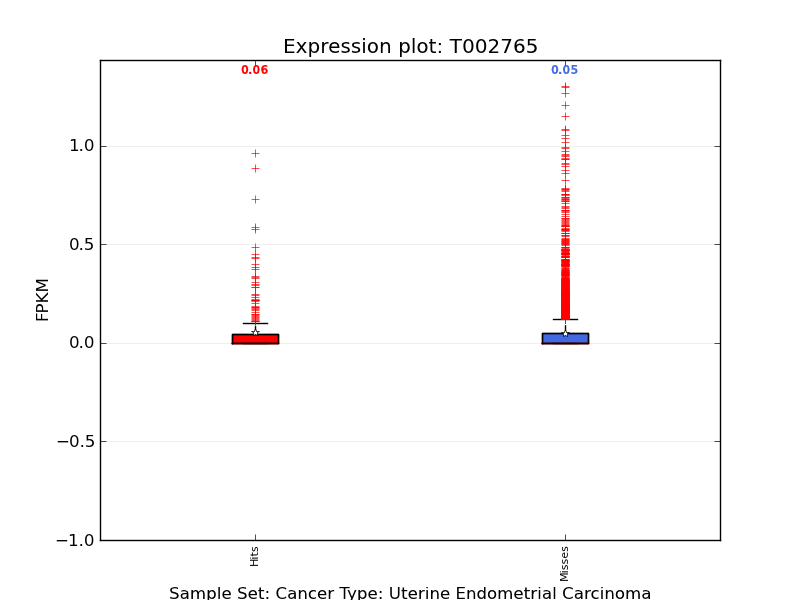 Expression plot: T002765
0.06
0.05
1.0
0.5
0.0
−0.5
−1.0
FPKM
Hits
Misses
Sample Set: Cancer Type: Uterine Endometrial Carcinoma